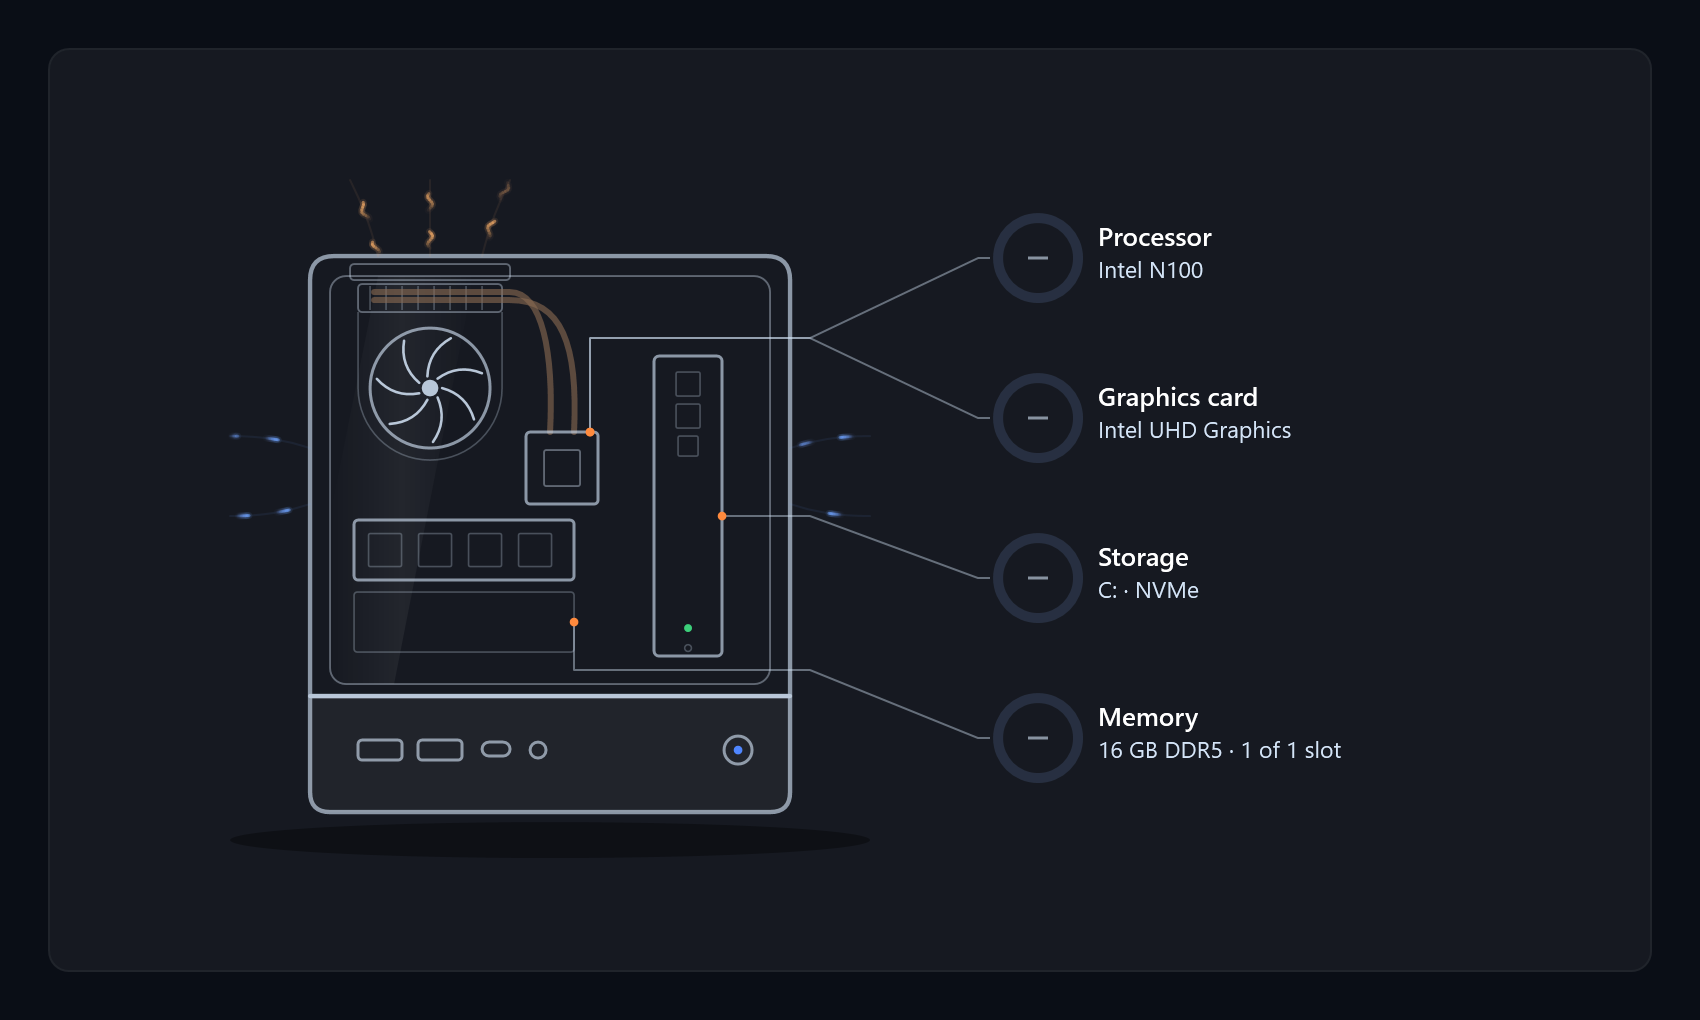 Processor
Intel N100
Graphics card
Intel UHD Graphics
Storage
C: · NVMe
Memory
16 GB DDR5 · 1 of 1 slot